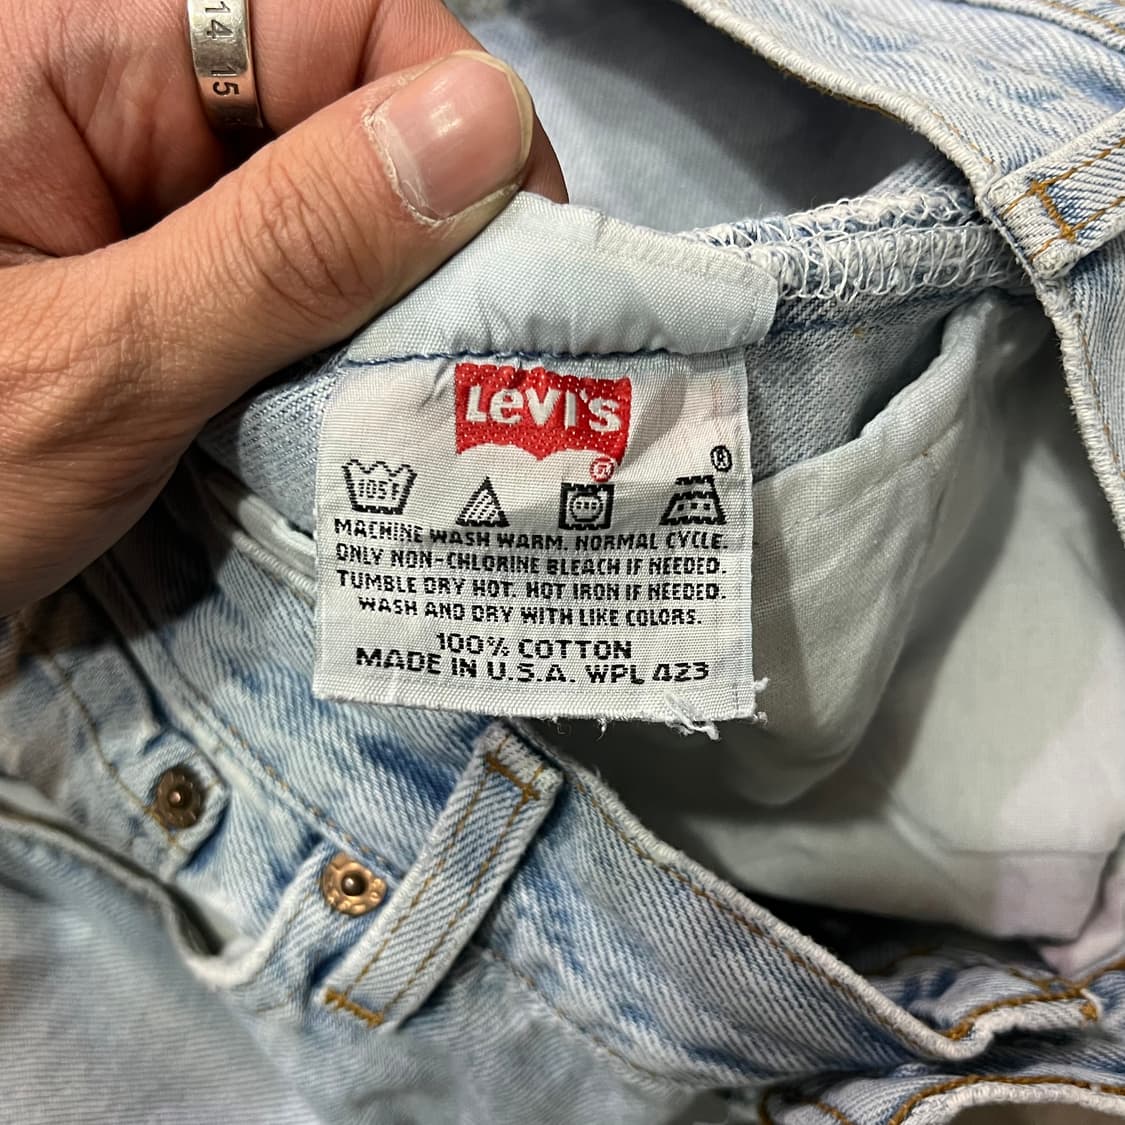 14 15
Levi's
®
®
105F
MACHINE WASH WARM. NORMAL CYCLE.
ONLY NON-CHLORINE BLEACH IF NEEDED.
TUMBLE DRY HOT. HOT IRON IF NEEDED.
WASH AND DRY WITH LIKE COLORS.
100% COTTON
MADE IN U.S.A. WPL 423